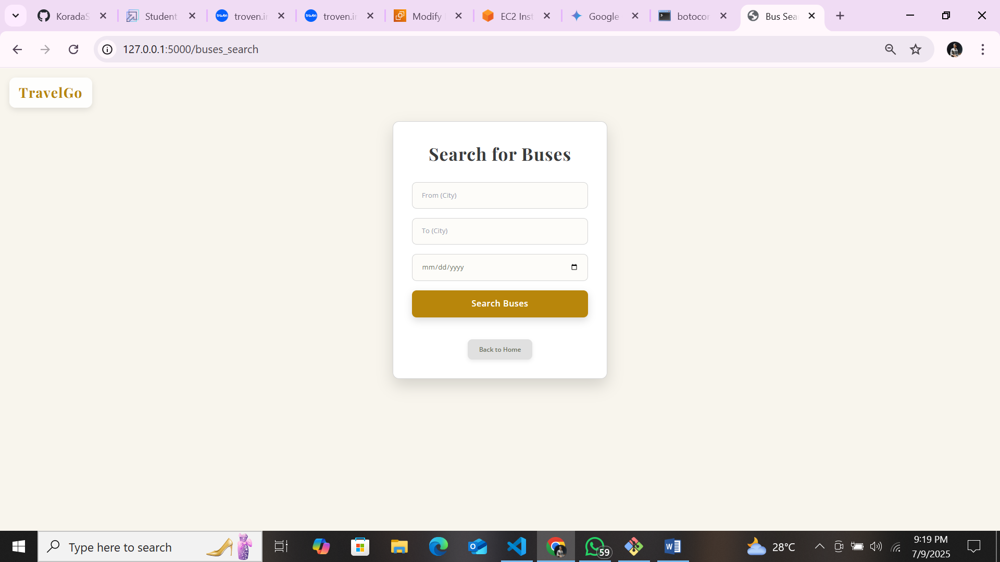 KoradaS
Student
troven.in
troven.in
Modify
EC2 Inst
Google
botocor
Bus Sea
127.0.0.1:5000/buses_search
TravelGo
Search for Buses
From (City)
To (City)
mm/dd/yyyy
Search Buses
Back to Home
Type here to search
59
28°C
9:19 PM
7/9/2025